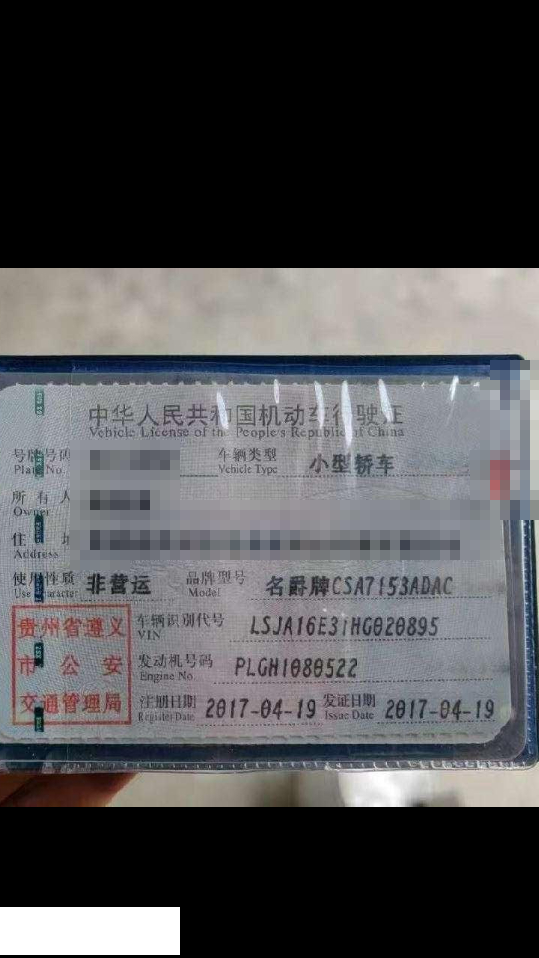 中华人民共和国机动车行驶证
Vehicle License of the People's Republic of China
号牌号码 车辆类型 小型轿车
Plate No. Vehicle Type
所有人
Owner
住 址
Address
使用性质 非营运 品牌型号 名爵牌CSA7153ADAC
Use Character Model
贵州省遵义 车辆识别代号 LSJA16E31HG020895
VIN
市公安 发动机号码 PLGH1080522
Engine No.
交通管理局 注册日期 2017-04-19 发证日期 2017-04-19
Register Date Issue Date